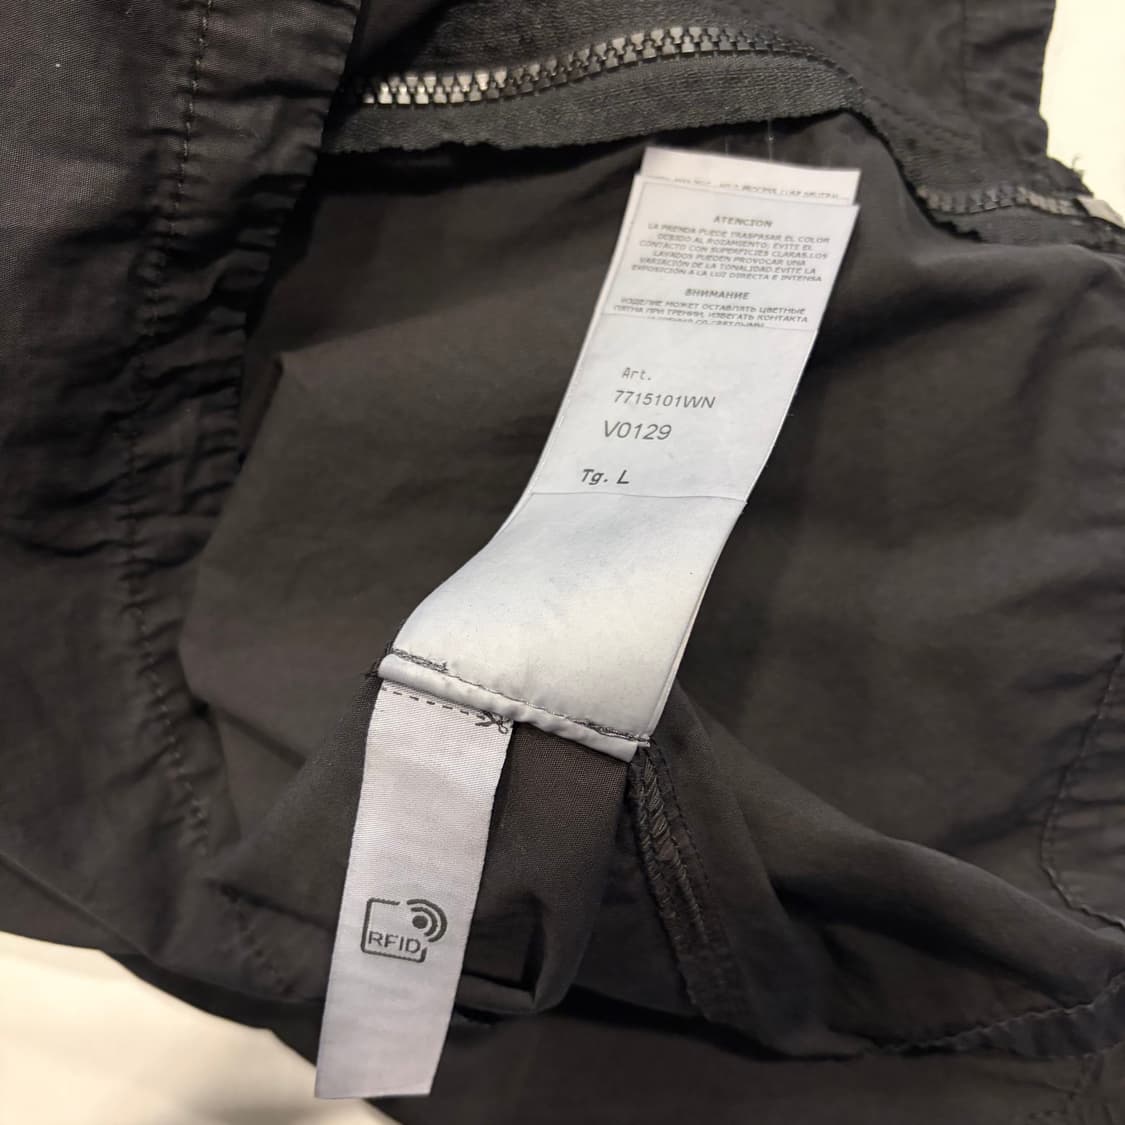 ATENCION
LA PRENDA PUEDE TRASPASAR EL COLOR
DEBIDO AL ROZAMIENTO; EVITE EL
CONTACTO CON SUPERFICIES CLARAS.LOS
LAVADOS PUEDEN PROVOCAR UNA
VARIACIÓN DE LA TONALIDAD.EVITE LA
EXPOSICIÓN A LA LUZ DIRECTA E INTENSA
ВНИМАНИЕ
ИЗДЕЛИЕ МОЖЕТ ОСТАВЛЯТЬ ЦВЕТНЫЕ
ПЯТНА ПРИ ТРЕНИИ, ИЗБЕГАТЬ КОНТАКТА
Art.
7715101WN
V0129
Tg. L
RFID